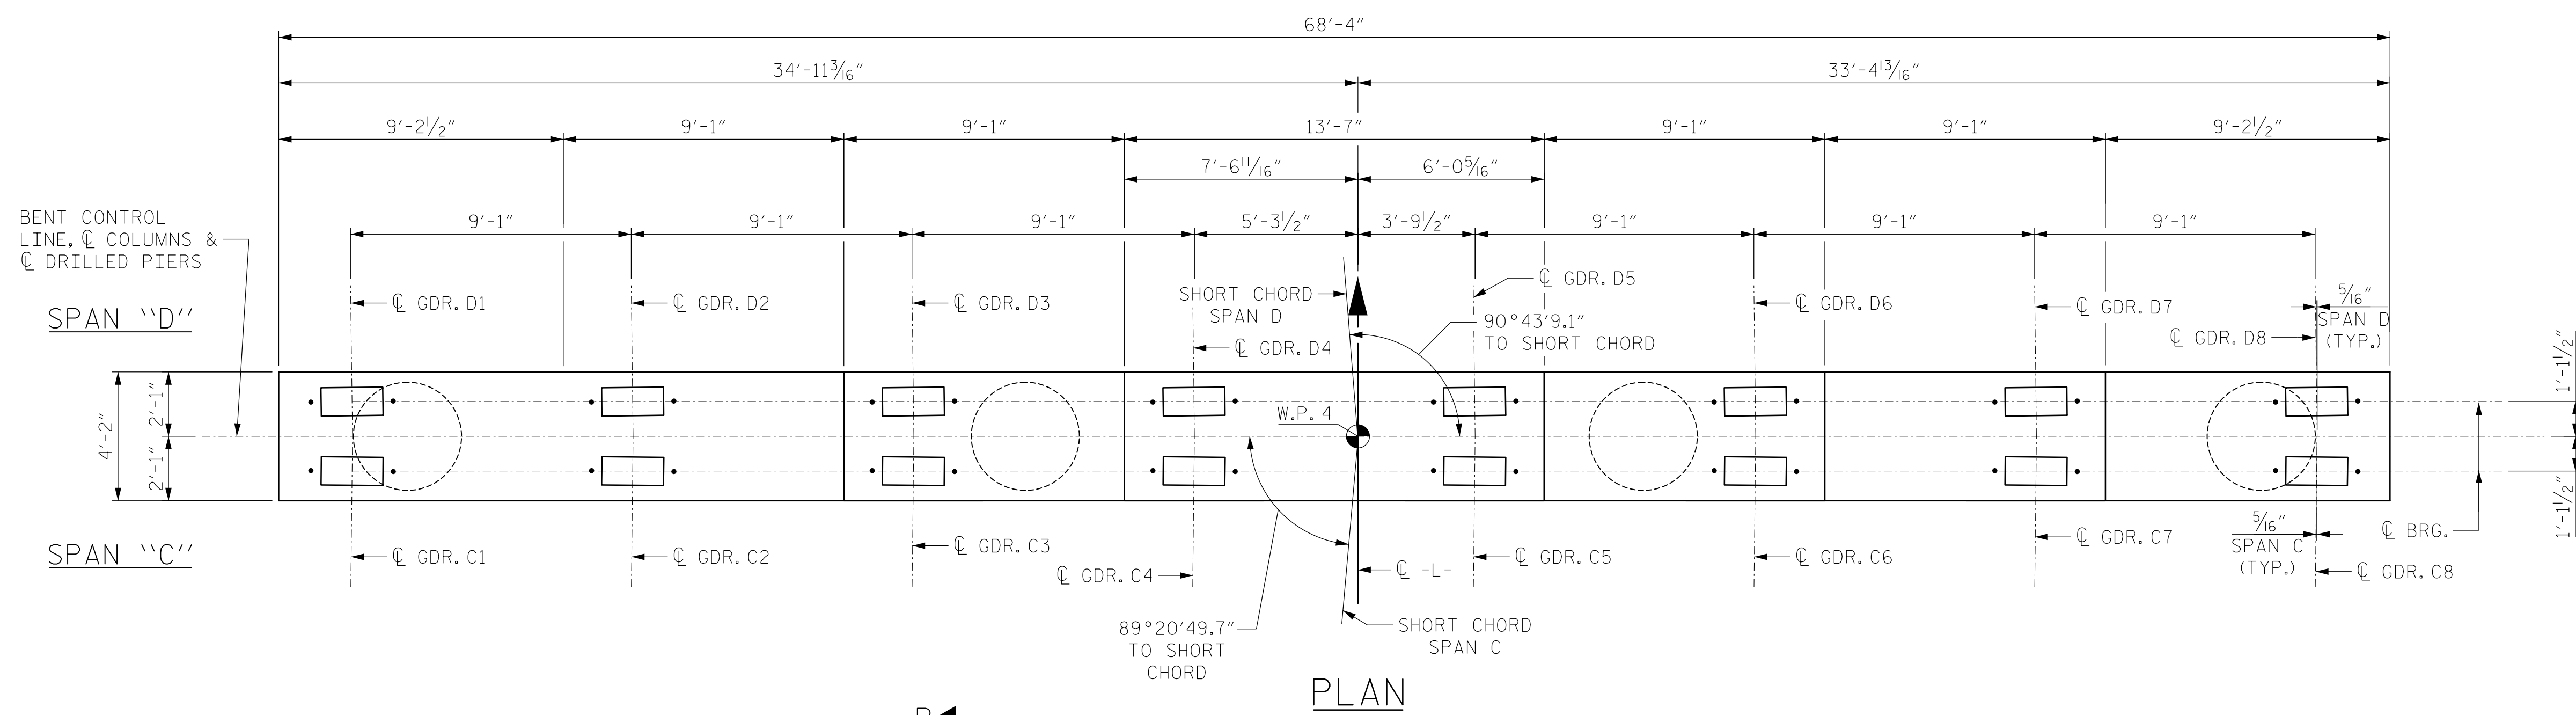 68'-4"
34'-11 3/16"
33'-4 13/16"
9'-2 1/2"
9'-1"
9'-1"
13'-7"
9'-1"
9'-1"
9'-2 1/2"
7'-6 11/16"
6'-0 5/16"
9'-1"
9'-1"
9'-1"
5'-3 1/2"
3'-9 1/2"
9'-1"
9'-1"
9'-1"
BENT CONTROL
LINE, ℄ COLUMNS &
℄ DRILLED PIERS
SPAN "D"
℄ GDR. D1
℄ GDR. D2
℄ GDR. D3
SHORT CHORD
SPAN D
℄ GDR. D4
℄ GDR. D5
90°43'9.1"
TO SHORT CHORD
℄ GDR. D6
℄ GDR. D7
℄ GDR. D8
5/16"
SPAN D
(TYP.)
1'-1 1/2"
4'-2"
2'-1"
2'-1"
W.P. 4
1'-1 1/2"
SPAN "C"
℄ GDR. C1
℄ GDR. C2
℄ GDR. C3
℄ GDR. C4
℄ -L-
℄ GDR. C5
℄ GDR. C6
℄ GDR. C7
5/16"
SPAN C
(TYP.)
℄ BRG.
℄ GDR. C8
89°20'49.7"
TO SHORT
CHORD
SHORT CHORD
SPAN C
PLAN